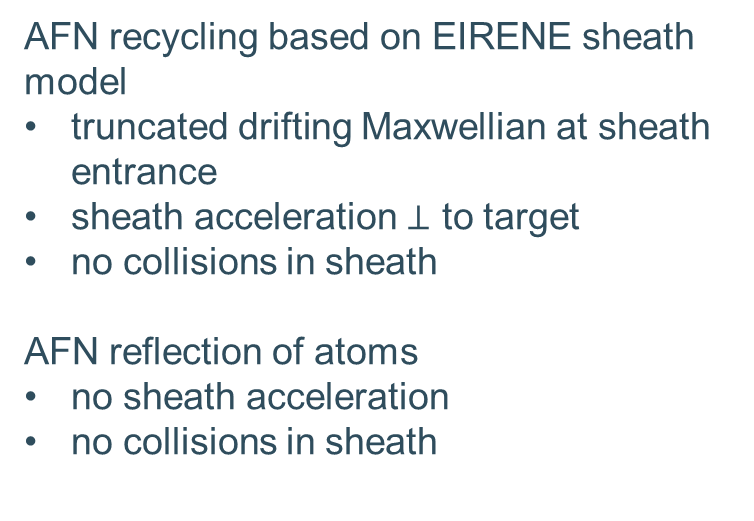 AFN recycling based on EIRENE sheath
model
• truncated drifting Maxwellian at sheath
entrance
• sheath acceleration ⊥ to target
• no collisions in sheath
AFN reflection of atoms
• no sheath acceleration
• no collisions in sheath